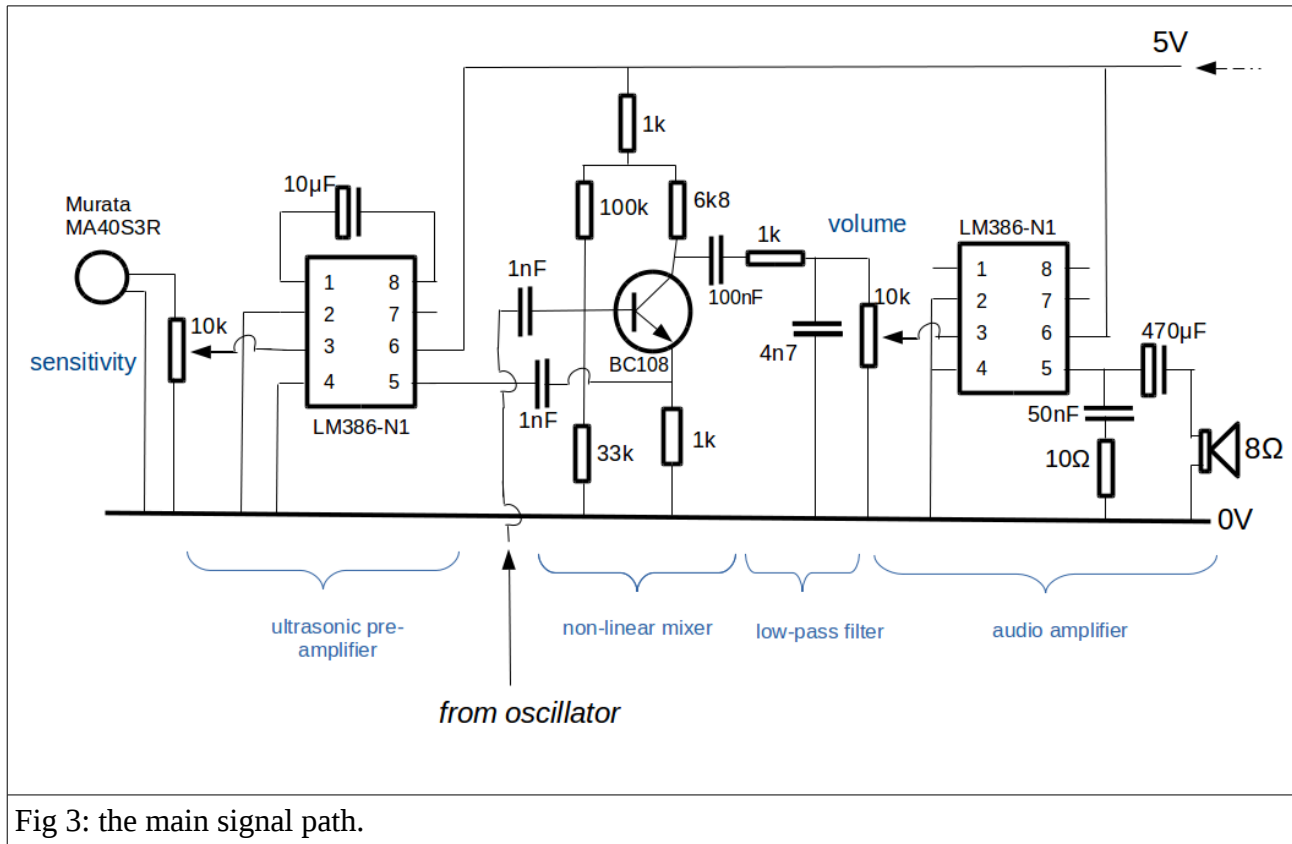 5V
1k
10µF
Murata
MA40S3R
100k
6k8
LM386-N1
volume
1k
1nF
1 8
2 7
3 6
4 5
10k
sensitivity
LM386-N1
100nF
10k
1 8
2 7
3 6
4 5
470µF
BC108
4n7
1nF
50nF
33k
1k
10Ω
8Ω
0V
ultrasonic pre-
amplifier
non-linear mixer
low-pass filter
audio amplifier
from oscillator
Fig 3: the main signal path.